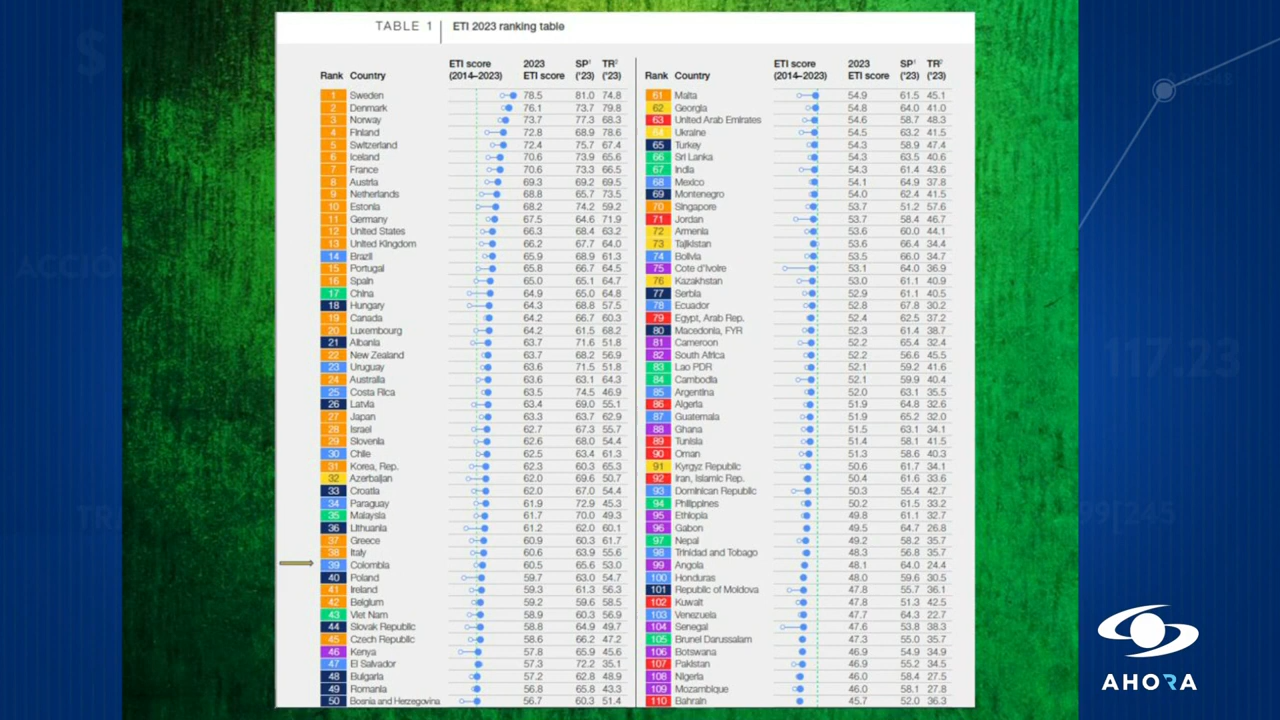 TABLE 1 ETI 2023 ranking table
Rank Country ETI score (2014–2023) 2023 ETI score SP¹ ('23) TR² ('23)
1 Sweden 78.5 81.0 74.8
2 Denmark 76.1 73.7 79.8
3 Norway 73.7 77.3 68.3
4 Finland 72.8 68.9 78.6
5 Switzerland 72.4 75.7 67.4
6 Iceland 70.6 73.9 65.6
7 France 70.6 73.3 66.5
8 Austria 69.3 69.2 69.5
9 Netherlands 68.8 65.7 73.5
10 Estonia 68.2 74.2 59.2
11 Germany 67.5 64.6 71.9
12 United States 66.3 68.4 63.2
13 United Kingdom 66.2 67.7 64.0
14 Brazil 65.9 68.9 61.3
15 Portugal 65.8 66.7 64.5
16 Spain 65.0 65.1 64.7
17 China 64.9 65.0 64.8
18 Hungary 64.3 68.8 57.5
19 Canada 64.2 66.7 60.3
20 Luxembourg 64.2 61.5 68.2
21 Albania 63.7 71.6 51.8
22 New Zealand 63.7 68.2 56.9
23 Uruguay 63.6 71.5 51.8
24 Australia 63.6 63.1 64.3
25 Costa Rica 63.5 74.5 46.9
26 Latvia 63.4 69.0 55.1
27 Japan 63.3 63.7 62.9
28 Israel 62.7 67.3 55.7
29 Slovenia 62.6 68.0 54.4
30 Chile 62.5 63.4 61.3
31 Korea, Rep. 62.3 60.3 65.3
32 Azerbaijan 62.0 69.6 50.7
33 Croatia 62.0 67.0 54.4
34 Paraguay 61.9 72.9 45.3
35 Malaysia 61.7 70.0 49.3
36 Lithuania 61.2 62.0 60.1
37 Greece 60.9 60.3 61.7
38 Italy 60.6 63.9 55.6
39 Colombia 60.5 65.6 53.0
40 Poland 59.7 63.0 54.7
41 Ireland 59.3 61.3 56.3
42 Belgium 59.2 59.6 58.5
43 Viet Nam 58.9 60.3 56.9
44 Slovak Republic 58.8 64.9 49.7
45 Czech Republic 58.6 66.2 47.2
46 Kenya 57.8 65.9 45.6
47 El Salvador 57.3 72.2 35.1
48 Bulgaria 57.2 62.8 48.9
49 Romania 56.8 65.8 43.3
50 Bosnia and Herzegovina 56.7 60.3 51.4
Rank Country ETI score (2014–2023) 2023 ETI score SP¹ ('23) TR² ('23)
61 Malta 54.9 61.5 45.1
62 Georgia 54.8 64.0 41.0
63 United Arab Emirates 54.6 58.7 48.3
64 Ukraine 54.5 63.2 41.5
65 Turkey 54.3 58.9 47.4
66 Sri Lanka 54.3 63.5 40.6
67 India 54.3 61.4 43.6
68 Mexico 54.1 64.9 37.8
69 Montenegro 54.0 62.4 41.5
70 Singapore 53.7 51.2 57.6
71 Jordan 53.7 58.4 46.7
72 Armenia 53.6 60.0 44.1
73 Tajikistan 53.6 66.4 34.4
74 Bolivia 53.5 66.0 34.7
75 Cote d'Ivoire 53.1 64.0 36.9
76 Kazakhstan 53.0 61.1 40.9
77 Serbia 52.9 61.1 40.5
78 Ecuador 52.8 67.8 30.2
79 Egypt, Arab Rep. 52.4 62.5 37.2
80 Macedonia, FYR 52.3 61.4 38.7
81 Cameroon 52.2 65.4 32.4
82 South Africa 52.2 56.6 45.5
83 Lao PDR 52.1 59.2 41.6
84 Cambodia 52.1 59.9 40.4
85 Argentina 52.0 63.1 35.5
86 Algeria 51.9 64.8 32.6
87 Guatemala 51.9 65.2 32.0
88 Ghana 51.5 63.1 34.1
89 Tunisia 51.4 58.1 41.5
90 Oman 51.3 58.6 40.3
91 Kyrgyz Republic 50.6 61.7 34.1
92 Iran, Islamic Rep. 50.4 61.6 33.6
93 Dominican Republic 50.3 55.4 42.7
94 Philippines 50.2 61.5 33.2
95 Ethiopia 49.8 61.1 32.7
96 Gabon 49.5 64.7 26.8
97 Nepal 49.2 58.2 35.7
98 Trinidad and Tobago 48.3 56.8 35.7
99 Angola 48.1 64.0 24.4
100 Honduras 48.0 59.6 30.5
101 Republic of Moldova 47.8 55.7 36.1
102 Kuwait 47.8 51.3 42.5
103 Venezuela 47.7 64.3 22.7
104 Senegal 47.6 53.8 38.3
105 Brunei Darussalam 47.3 55.0 35.7
106 Botswana 46.9 54.9 34.9
107 Pakistan 46.9 55.2 34.5
108 Nigeria 46.0 58.4 27.5
109 Mozambique 46.0 58.1 27.8
110 Bahrain 45.7 52.0 36.3
117.23
AHORA